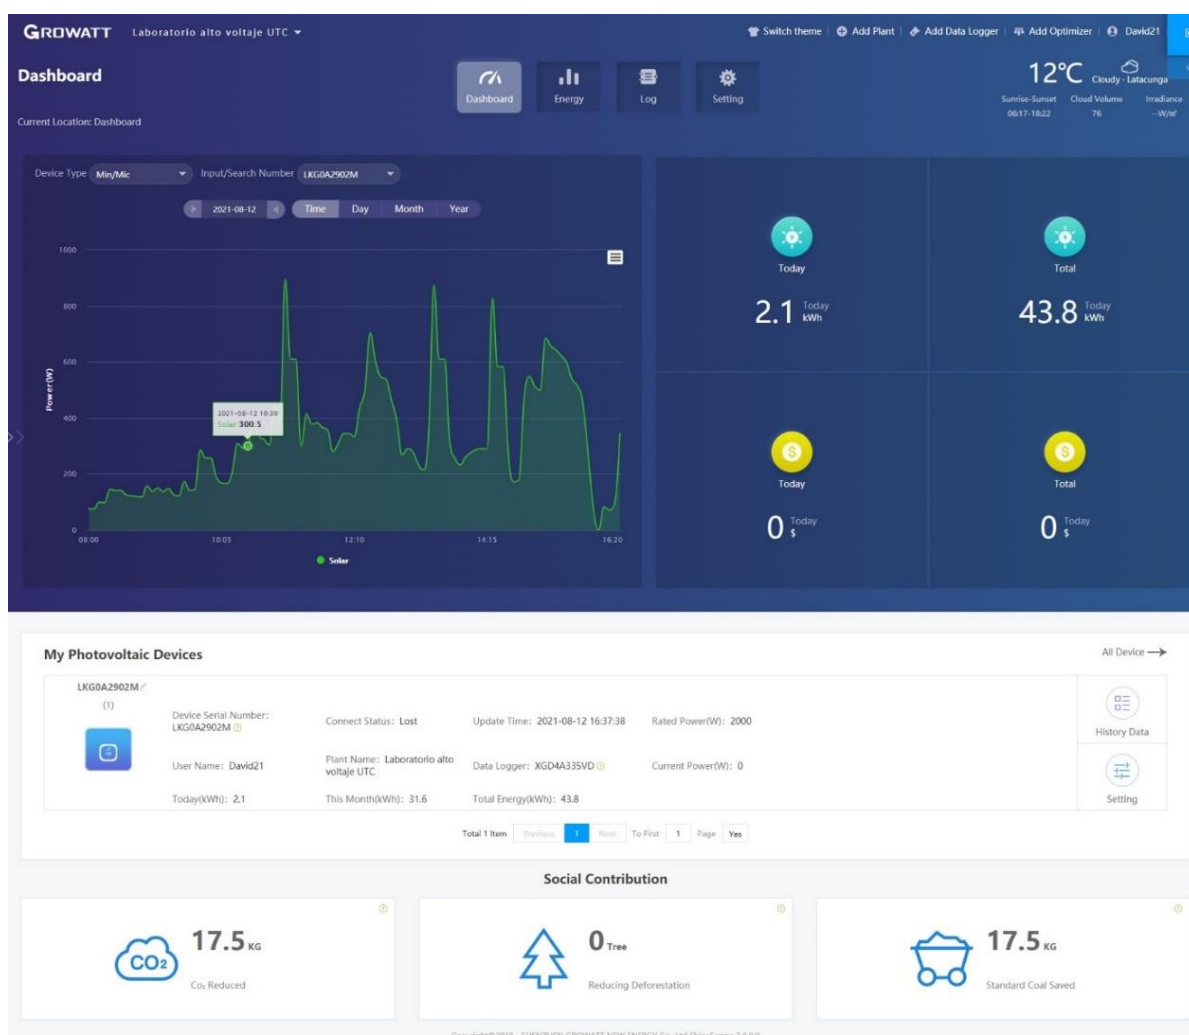 GROWATT Laboratorio alto voltaje UTC
Switch theme | Add Plant | Add Data Logger | Add Optimizer | David21
Dashboard
Current Location: Dashboard
Dashboard Energy Log Setting
12°C Cloudy - Latacunga
Sunrise-Sunset Cloud Volume Irradiance
06:17-18:22 76 --W/㎡
Device Type Min/Mic Input/Search Number LKG0A2902M
2021-08-12 Time Day Month Year
1000
800
600
400
200
0
Power(W)
2021-08-12 10:30
Solar: 300.5
08:00 10:05 12:10 14:15 16:20
Solar
Today
2.1 Today
kWh
Total
43.8 Today
kWh
Today
0 Today
$
Total
0 Today
$
My Photovoltaic Devices
All Device
LKG0A2902M
(1)
Device Serial Number:
LKG0A2902M
Connect Status: Lost
Update Time: 2021-08-12 16:37:38
Rated Power(W): 2000
User Name: David21
Plant Name: Laboratorio alto
voltaje UTC
Data Logger: XGD4A335VD
Current Power(W): 0
Today(kWh): 2.1
This Month(kWh): 31.6
Total Energy(kWh): 43.8
History Data
Setting
Total 1 Item Previous 1 Next To First 1 Page Yes
Social Contribution
CO2
17.5 KG
Co₂ Reduced
0 Tree
Reducing Deforestation
17.5 KG
Standard Coal Saved